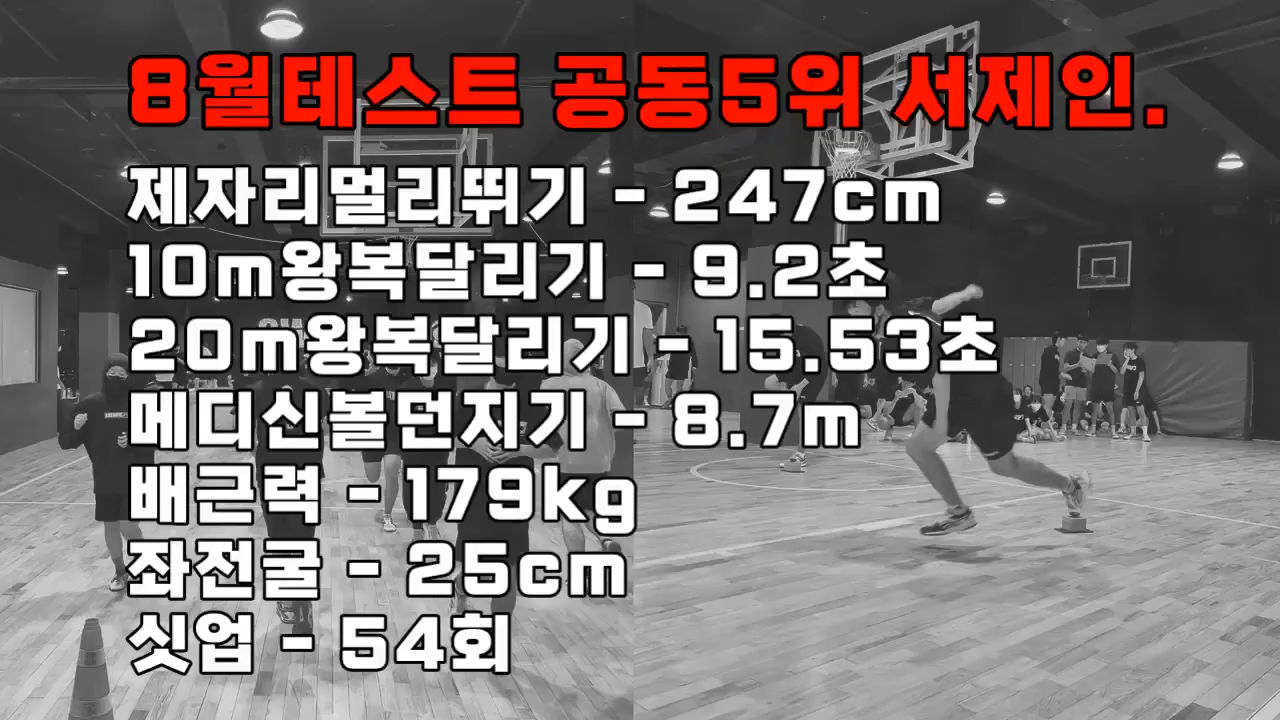 8월테스트 공동5위 서제인.
제자리멀리뛰기 - 247cm
10m왕복달리기 - 9.2초
20m왕복달리기 - 15.53초
메디신볼던지기 - 8.7m
배근력 - 179kg
좌전굴 - 25cm
싯업 - 54회